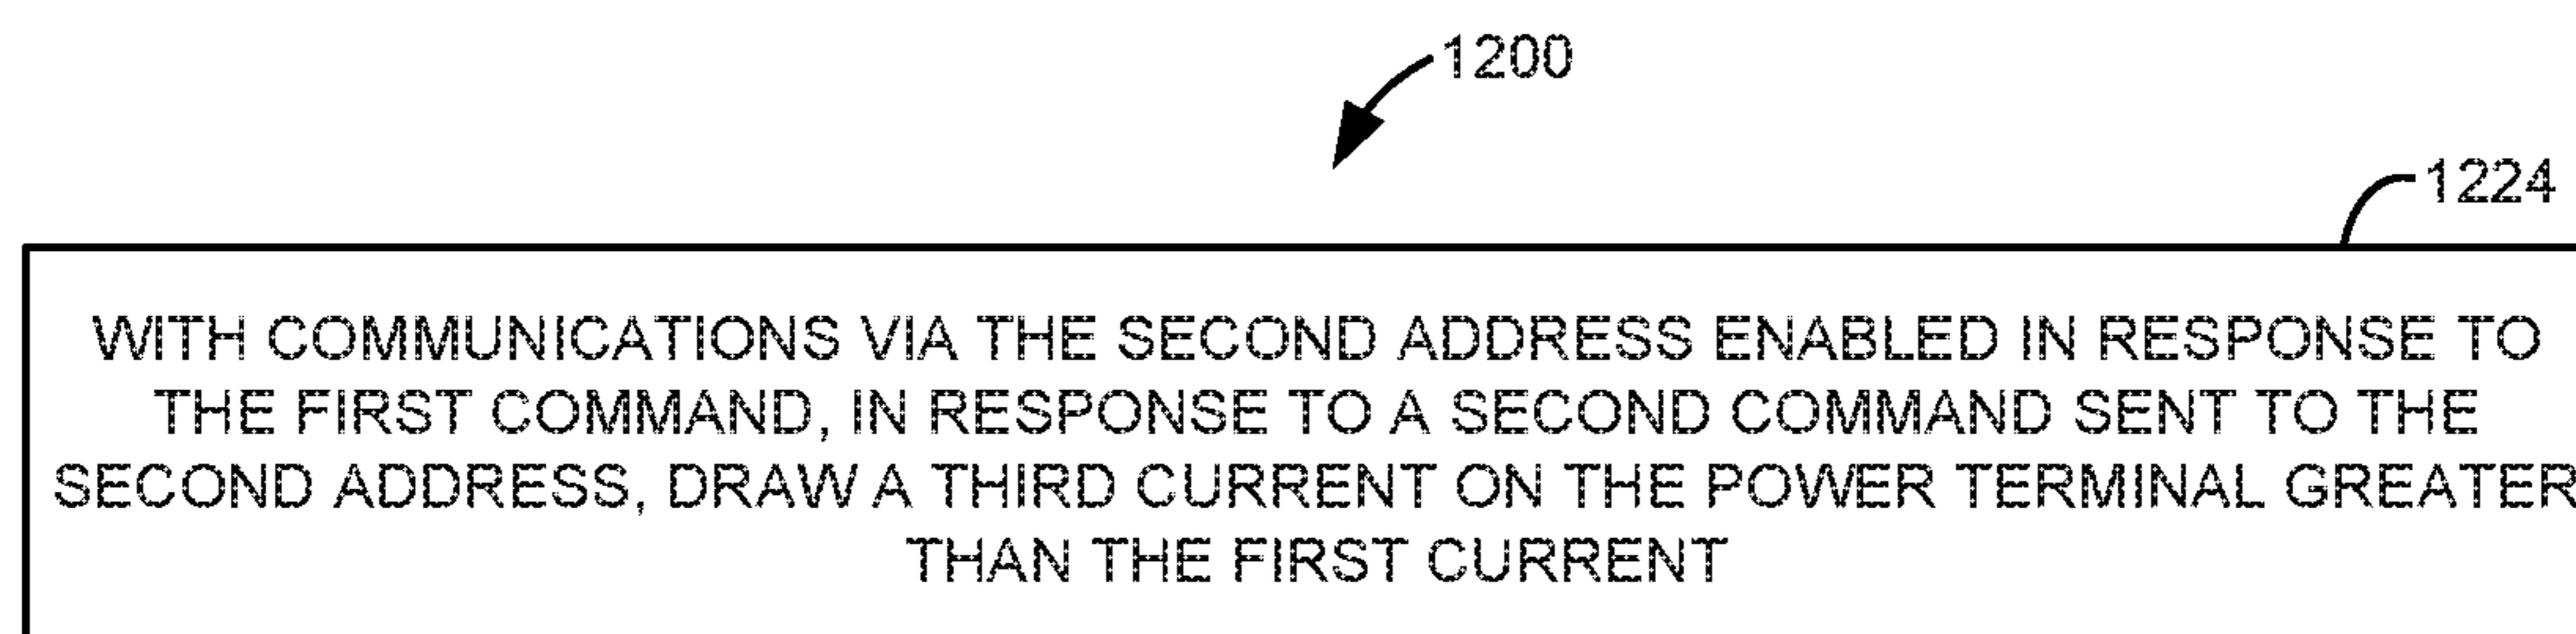 1200
1224
WITH COMMUNICATIONS VIA THE SECOND ADDRESS ENABLED IN RESPONSE TO
THE FIRST COMMAND, IN RESPONSE TO A SECOND COMMAND SENT TO THE
SECOND ADDRESS, DRAW A THIRD CURRENT ON THE POWER TERMINAL GREATER
THAN THE FIRST CURRENT